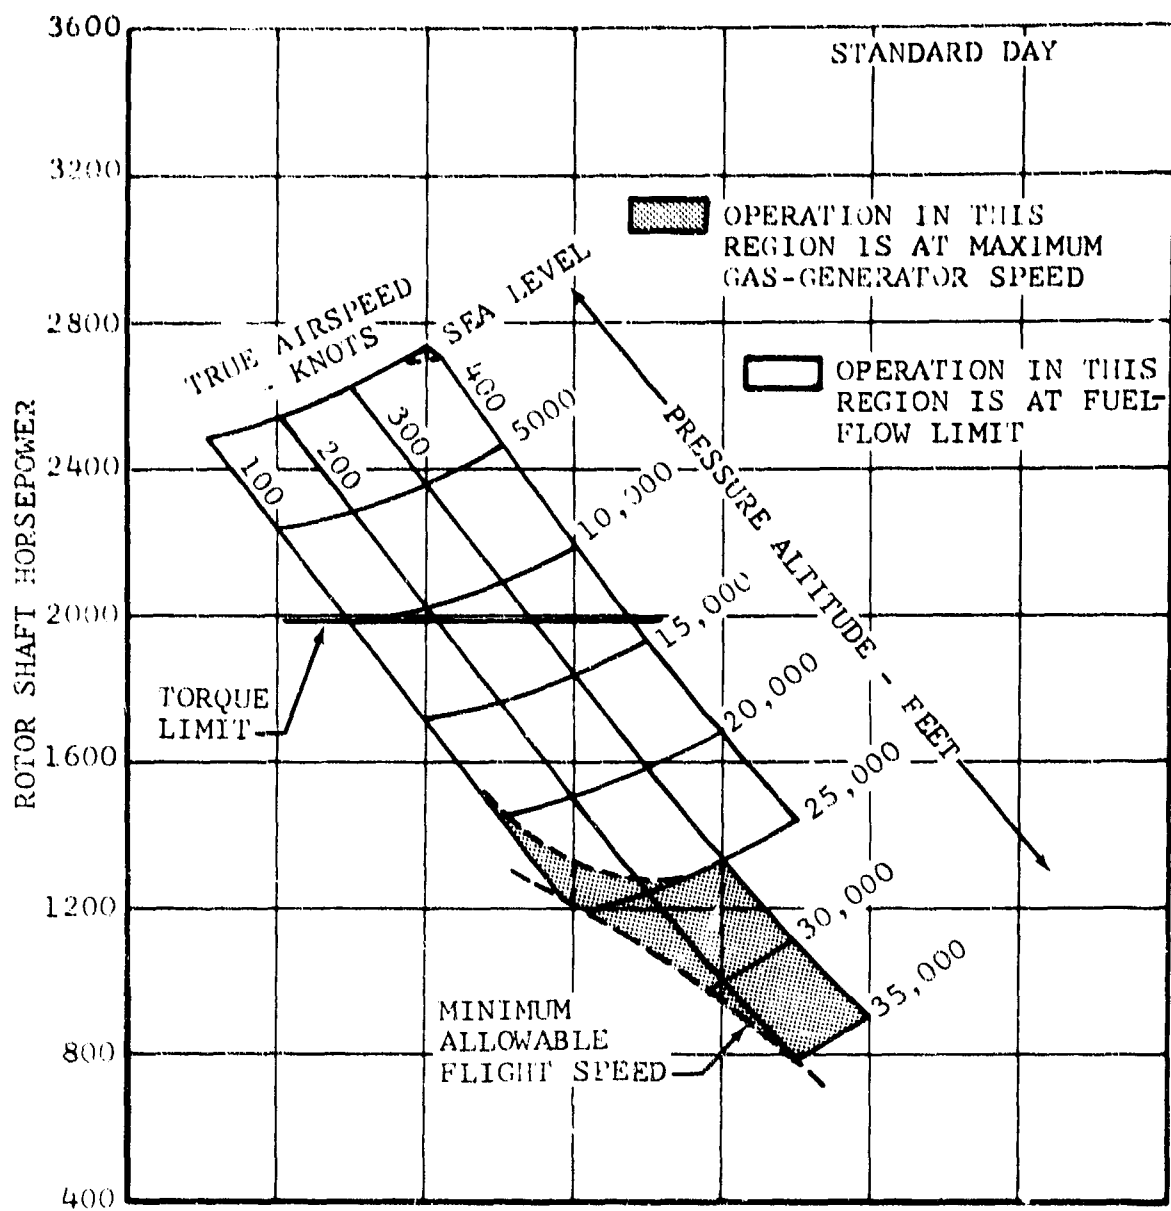 3600
STANDARD DAY
3200
OPERATION IN THIS
REGION IS AT MAXIMUM
GAS-GENERATOR SPEED
2800
TRUE AIRSPEED
- KNOTS
SEA LEVEL
OPERATION IN THIS
REGION IS AT FUEL-
FLOW LIMIT
400
5000
300
200
100
2400
PRESSURE ALTITUDE - FEET
10,000
ROTOR SHAFT HORSEPOWER
2000
15,000
TORQUE
LIMIT
20,000
1600
25,000
1200
30,000
35,000
MINIMUM
ALLOWABLE
FLIGHT SPEED
800
400